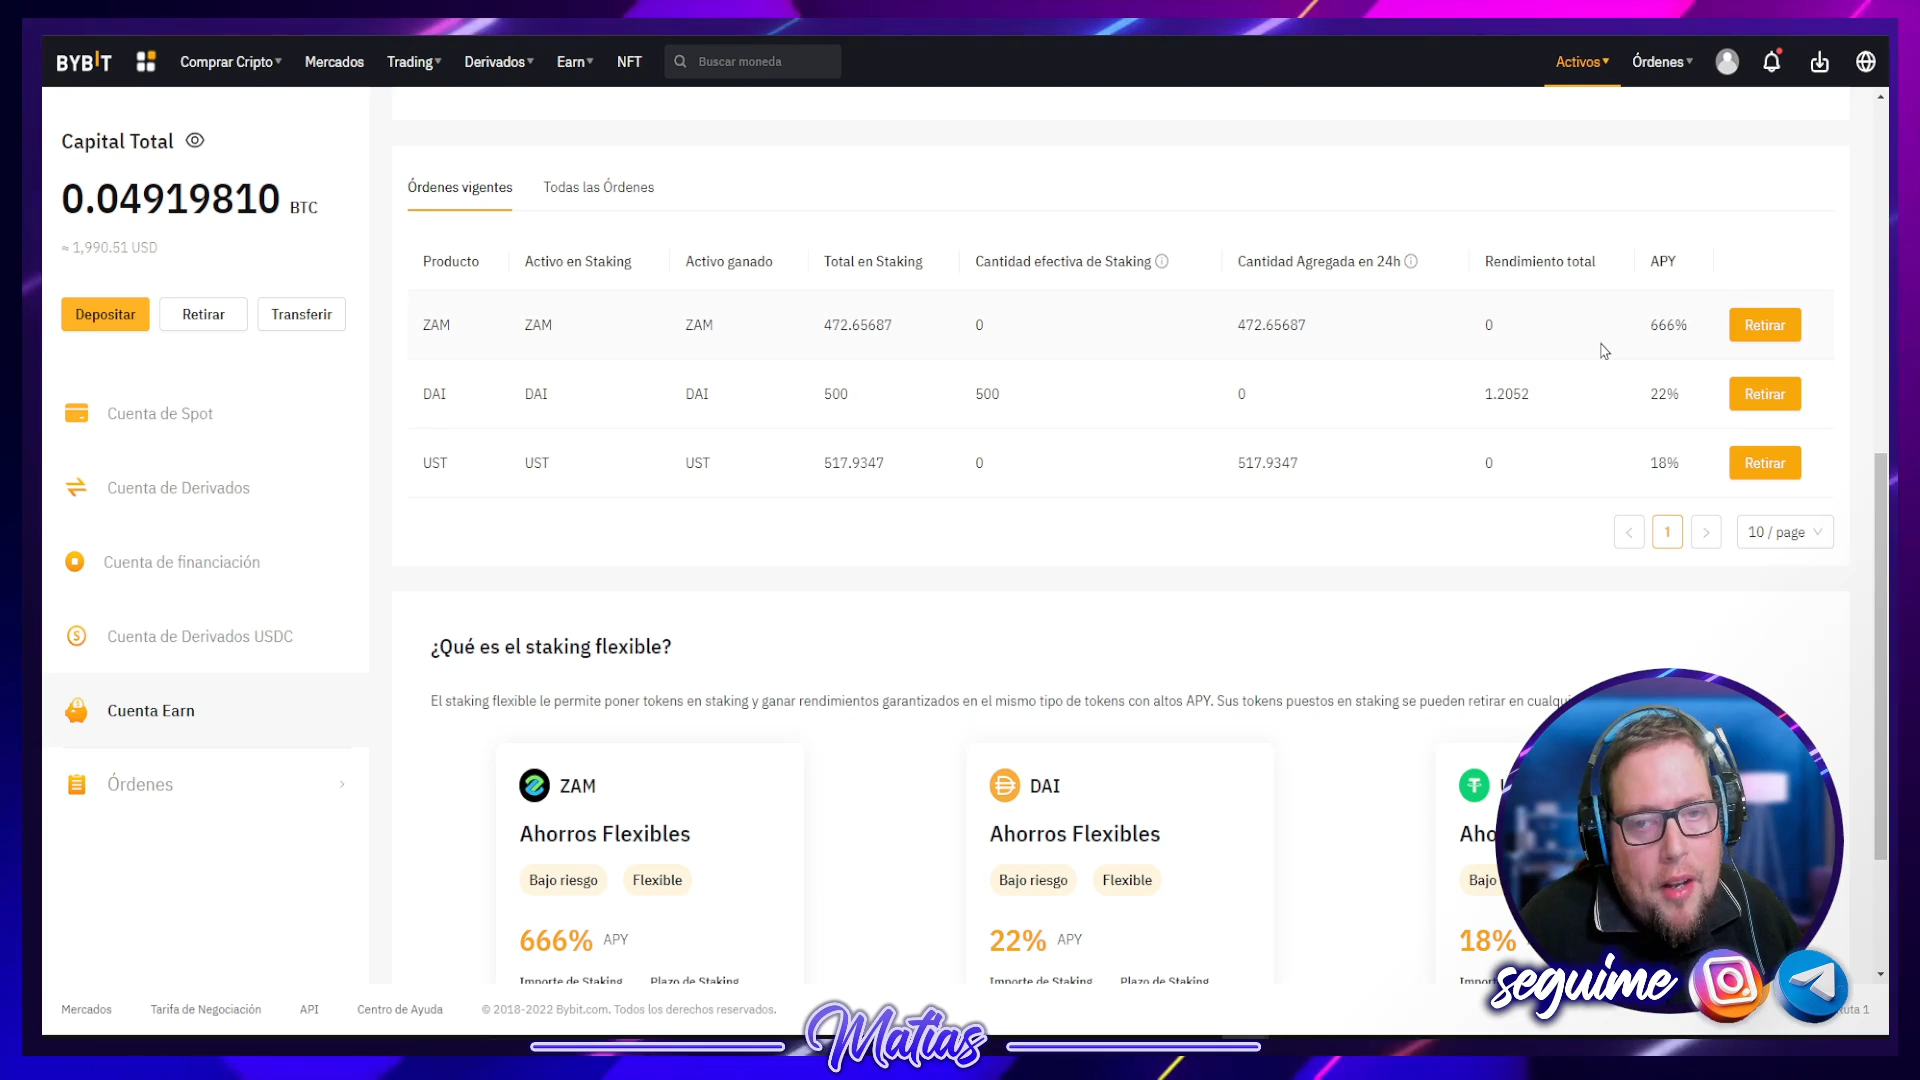 BYBIT Comprar Cripto Mercados Trading Derivados Earn NFT Buscar moneda Activos Órdenes
Capital Total
0.04919810 BTC
≈ 1,990.51 USD
Depositar Retirar Transferir
Cuenta de Spot
Cuenta de Derivados
Cuenta de financiación
Cuenta de Derivados USDC
Cuenta Earn
Órdenes
Órdenes vigentes Todas las Órdenes
Producto Activo en Staking Activo ganado Total en Staking Cantidad efectiva de Staking Cantidad Agregada en 24h Rendimiento total APY
ZAM ZAM ZAM 472.65687 0 472.65687 0 666% Retirar
DAI DAI DAI 500 500 0 1.2052 22% Retirar
UST UST UST 517.9347 0 517.9347 0 18% Retirar
< 1 > 10 / page
¿Qué es el staking flexible?
El staking flexible le permite poner tokens en staking y ganar rendimientos garantizados en el mismo tipo de tokens con altos APY. Sus tokens puestos en staking se pueden retirar en
ZAM DAI
Ahorros Flexibles Ahorros Flexibles
Bajo riesgo Flexible Bajo riesgo Flexible Bajo
666% APY 22% APY 18%
Importe de Staking Plazo de Staking Importe de Staking Plazo de Staking
seguime
Mercados Tarifa de Negociación API Centro de Ayuda © 2018-2022 Bybit.com. Todos los derechos reservados.
Matias